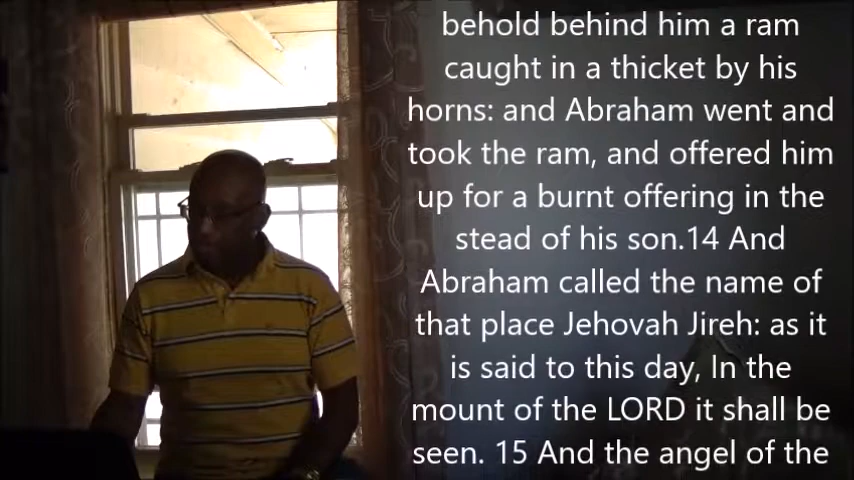 behold behind him a ram
caught in a thicket by his
horns: and Abraham went and
took the ram, and offered him
up for a burnt offering in the
stead of his son.14 And
Abraham called the name of
that place Jehovah Jireh: as it
is said to this day, In the
mount of the LORD it shall be
seen. 15 And the angel of the